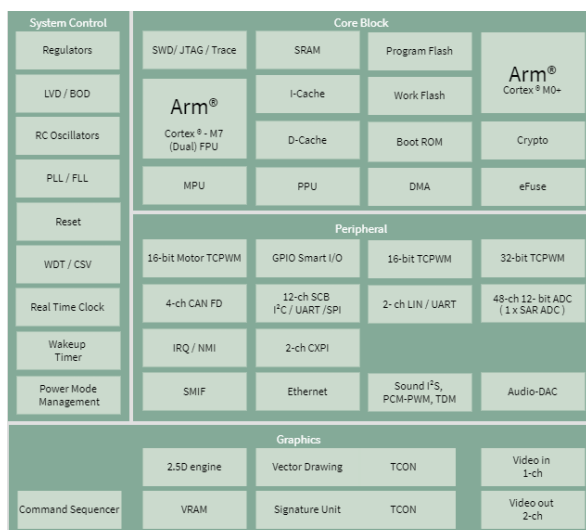 System Control
Regulators
LVD / BOD
RC Oscillators
PLL / FLL
Reset
WDT / CSV
Real Time Clock
Wakeup
Timer
Power Mode
Management
Core Block
SWD/ JTAG / Trace
SRAM
Program Flash
Arm®
Cortex ® M0+
Arm®
Cortex ® - M7
(Dual) FPU
I-Cache
Work Flash
D-Cache
Boot ROM
Crypto
MPU
PPU
DMA
eFuse
Peripheral
16-bit Motor TCPWM
GPIO Smart I/O
16-bit TCPWM
32-bit TCPWM
4-ch CAN FD
12-ch SCB
I²C / UART /SPI
2- ch LIN / UART
48-ch 12- bit ADC
( 1 x SAR ADC )
IRQ / NMI
2-ch CXPI
SMIF
Ethernet
Sound I²S,
PCM-PWM, TDM
Audio-DAC
Graphics
2.5D engine
Vector Drawing
TCON
Video in
1-ch
Command Sequencer
VRAM
Signature Unit
TCON
Video out
2-ch